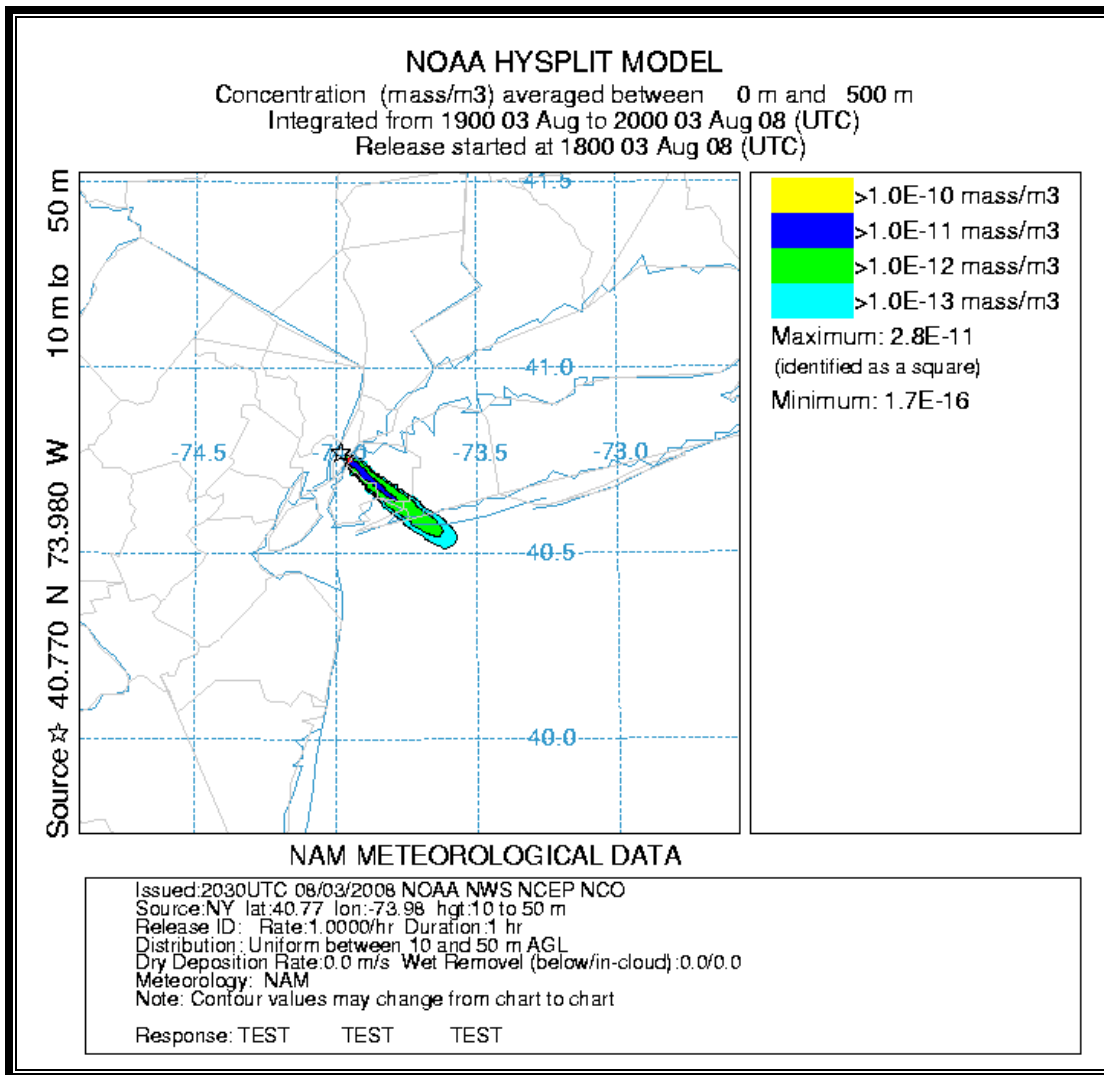 NOAA HYSPLIT MODEL
Concentration (mass/m3) averaged between 0 m and 500 m
Integrated from 1900 03 Aug to 2000 03 Aug 08 (UTC)
Release started at 1800 03 Aug 08 (UTC)
Source ☆ 40.770 N 73.980 W 10 m to 50 m
41.5
41.0
-74.5
-73.5
-73.0
40.5
40.0
>1.0E-10 mass/m3
>1.0E-11 mass/m3
>1.0E-12 mass/m3
>1.0E-13 mass/m3
Maximum: 2.8E-11
(identified as a square)
Minimum: 1.7E-16
NAM METEOROLOGICAL DATA
Issued:2030UTC 08/03/2008 NOAA NWS NCEP NCO
Source:NY lat:40.77 lon:-73.98 hgt:10 to 50 m
Release ID: Rate:1.0000/hr Duration:1 hr
Distribution: Uniform between 10 and 50 m AGL
Dry Deposition Rate:0.0 m/s Wet Removel (below/in-cloud):0.0/0.0
Meteorology: NAM
Note: Contour values may change from chart to chart
Response: TEST TEST TEST